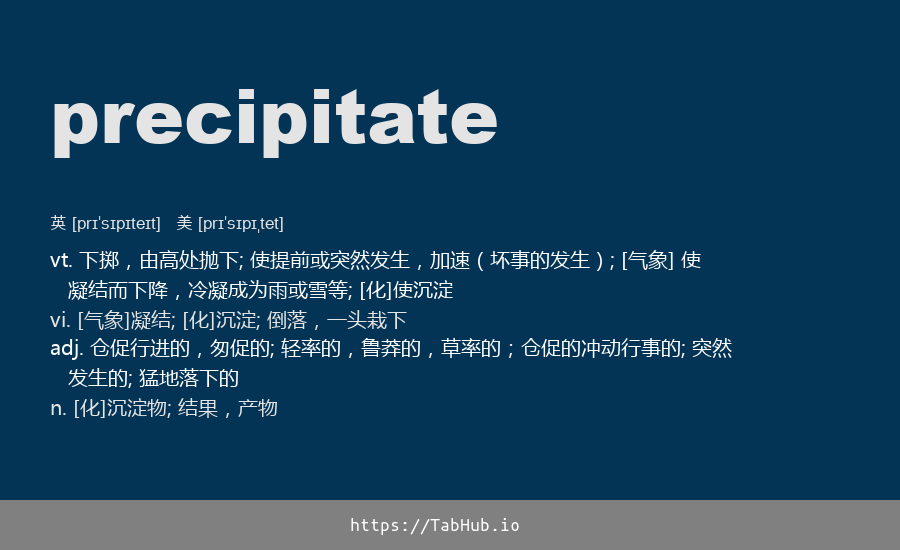 precipitate
英 [prɪˈsɪpɪteɪt] 美 [prɪˈsɪpɪˌtet]
vt. 下掷，由高处抛下; 使提前或突然发生，加速（坏事的发生）; [气象] 使
凝结而下降，冷凝成为雨或雪等; [化]使沉淀
vi. [气象]凝结; [化]沉淀; 倒落，一头栽下
adj. 仓促行进的，匆促的; 轻率的，鲁莽的，草率的；仓促的冲动行事的; 突然
发生的; 猛地落下的
n. [化]沉淀物; 结果，产物
https://TabHub.io